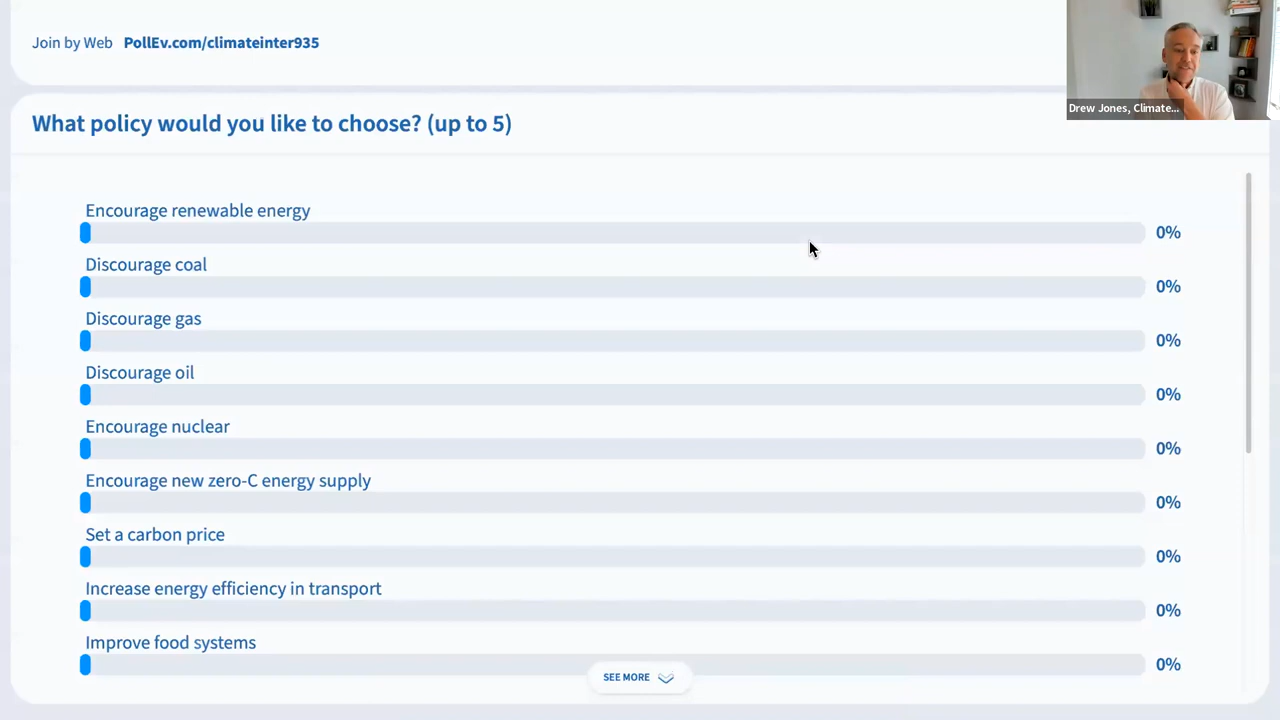 Join by Web PollEv.com/climateinter935
Drew Jones, Climate...
What policy would you like to choose? (up to 5)
Encourage renewable energy
0%
Discourage coal
0%
Discourage gas
0%
Discourage oil
0%
Encourage nuclear
0%
Encourage new zero-C energy supply
0%
Set a carbon price
0%
Increase energy efficiency in transport
0%
Improve food systems
0%
SEE MORE